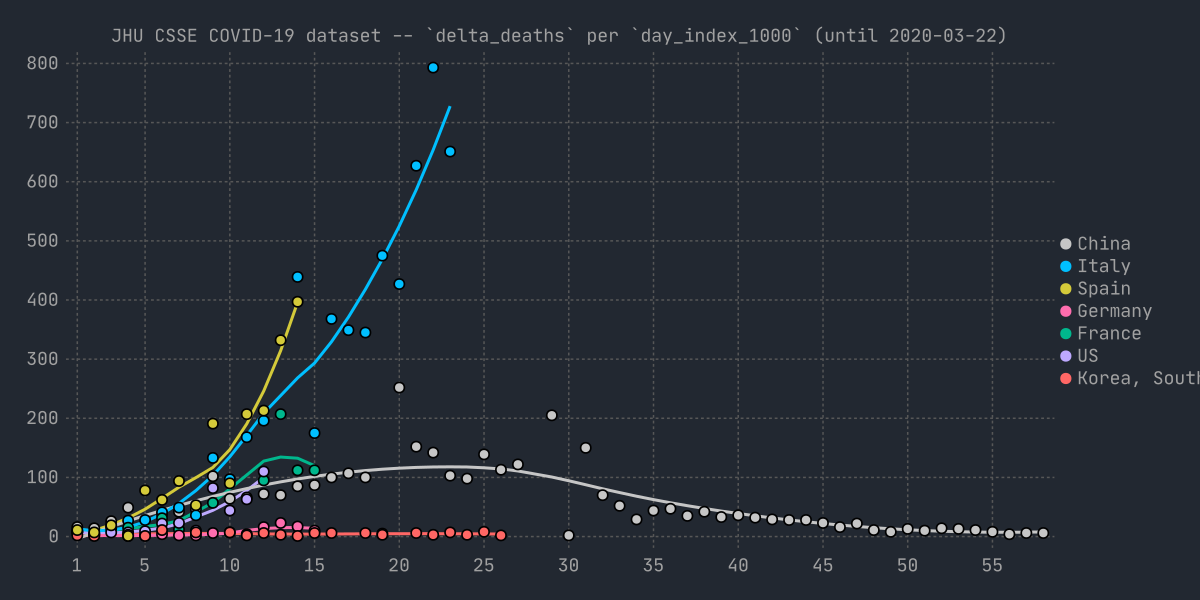 JHU CSSE COVID-19 dataset -- `delta_deaths` per `day_index_1000` (until 2020-03-22)
800
700
600
500
400
300
200
100
0
1 5 10 15 20 25 30 35 40 45 50 55
China
Italy
Spain
Germany
France
US
Korea, South